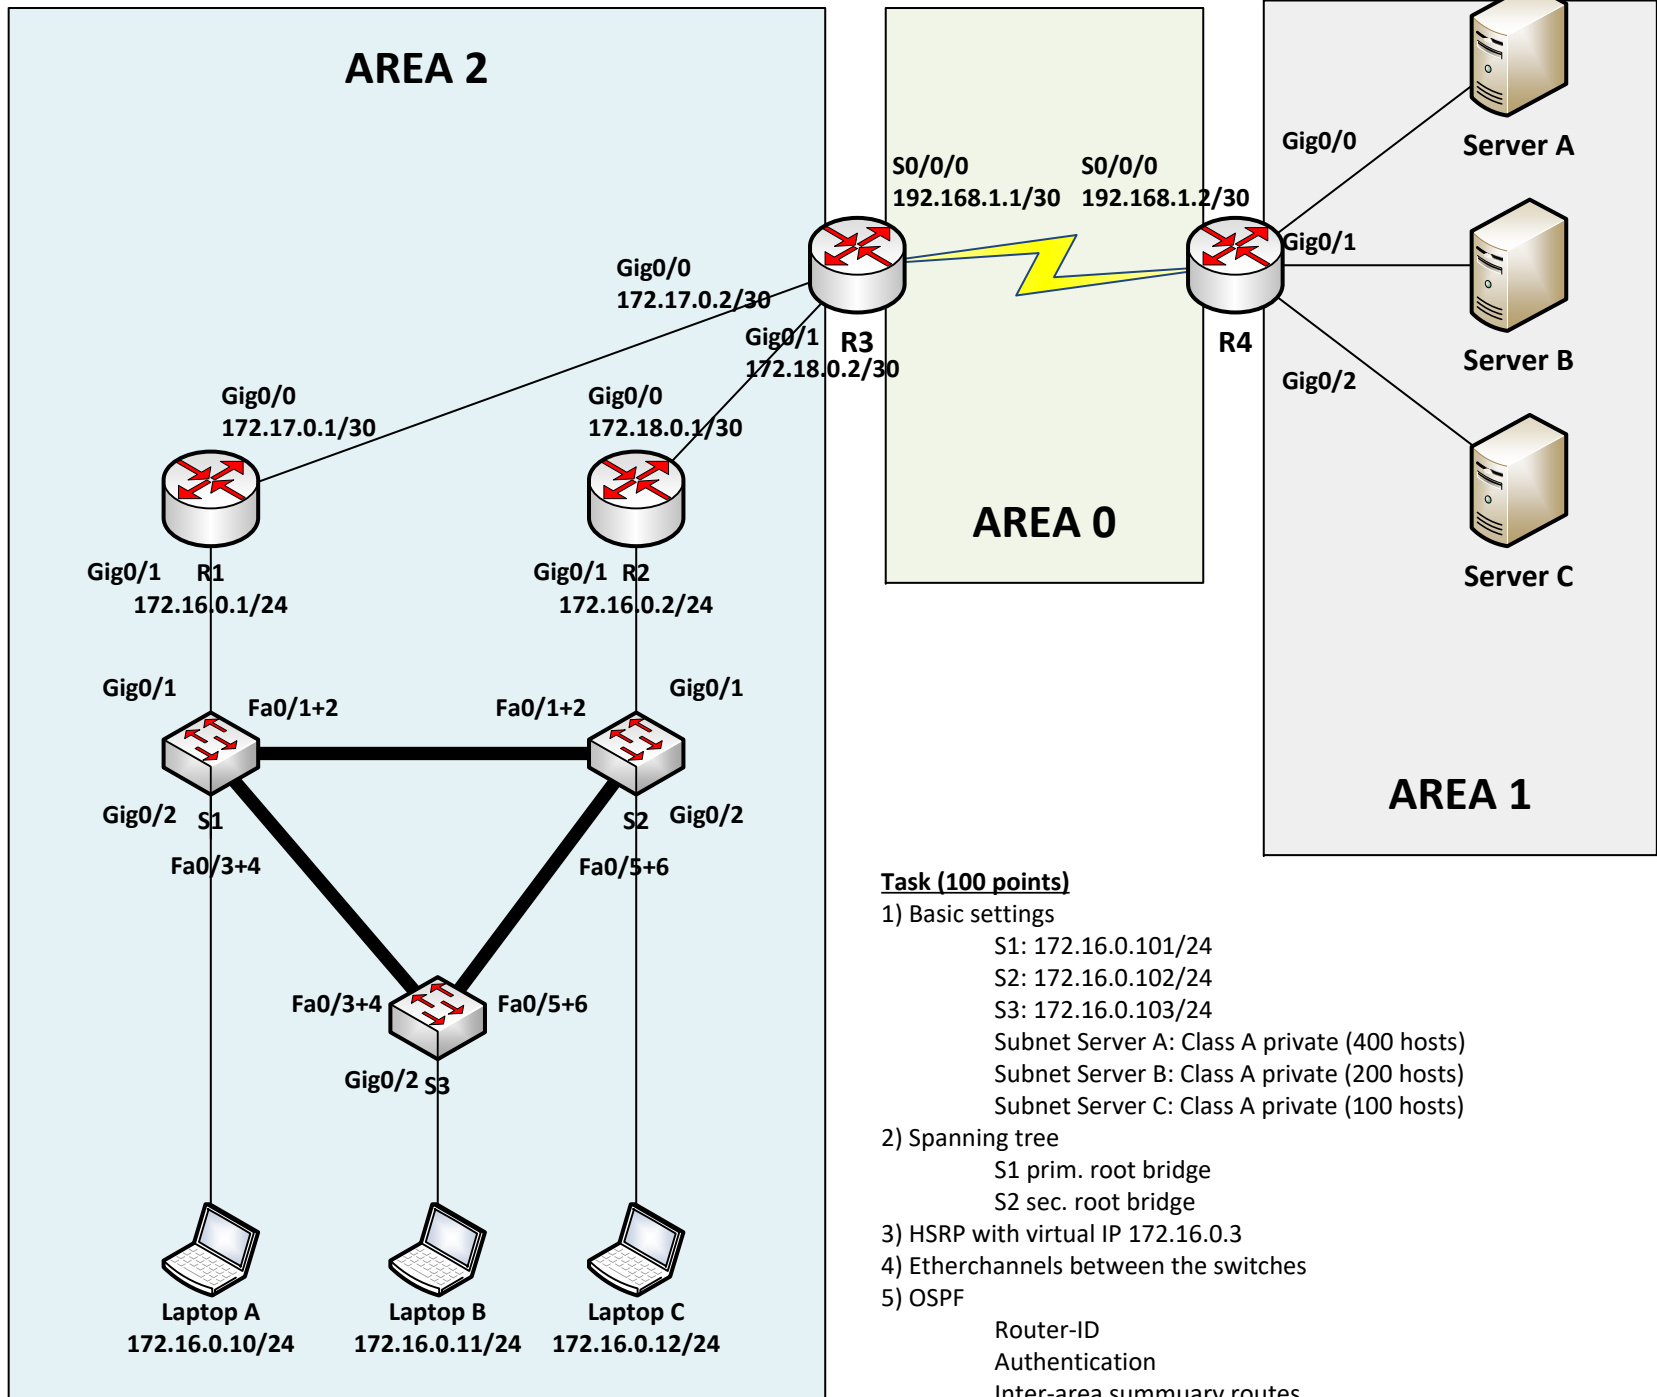 AREA 2
S0/0/0
192.168.1.1/30
S0/0/0
192.168.1.2/30
Gig0/0
Server A
Gig0/1
Server B
Gig0/2
Server C
R3
R4
Gig0/0
172.17.0.2/30
Gig0/1
172.18.0.2/30
Gig0/0
172.17.0.1/30
Gig0/0
172.18.0.1/30
AREA 0
AREA 1
Gig0/1 R1
172.16.0.1/24
Gig0/1 R2
172.16.0.2/24
Gig0/1
Fa0/1+2
Fa0/1+2
Gig0/1
Gig0/2 S1
Fa0/3+4
S2 Gig0/2
Fa0/5+6
Fa0/3+4
Fa0/5+6
Gig0/2 S3
Laptop A
172.16.0.10/24
Laptop B
172.16.0.11/24
Laptop C
172.16.0.12/24
Task (100 points)
1) Basic settings
S1: 172.16.0.101/24
S2: 172.16.0.102/24
S3: 172.16.0.103/24
Subnet Server A: Class A private (400 hosts)
Subnet Server B: Class A private (200 hosts)
Subnet Server C: Class A private (100 hosts)
2) Spanning tree
S1 prim. root bridge
S2 sec. root bridge
3) HSRP with virtual IP 172.16.0.3
4) Etherchannels between the switches
5) OSPF
Router-ID
Authentication
Inter-area summuary routes